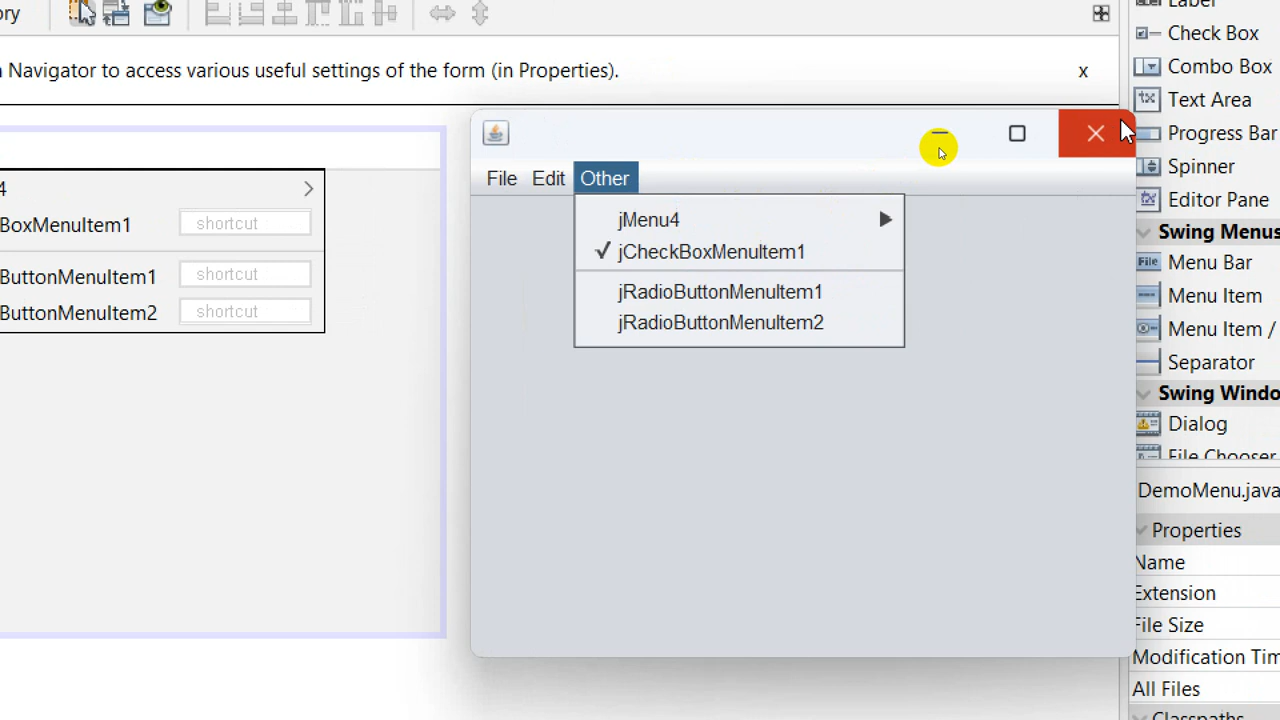 ory
Label
Check Box
n Navigator to access various useful settings of the form (in Properties).
x
Combo Box
Text Area
Progress Bar
Spinner
Editor Pane
Swing Menus
Menu Bar
Menu Item
Menu Item /
Separator
Swing Windo
Dialog
File Chooser
4
BoxMenuItem1
shortcut
ButtonMenuItem1
shortcut
ButtonMenuItem2
shortcut
File Edit Other
jMenu4
jCheckBoxMenuItem1
jRadioButtonMenuItem1
jRadioButtonMenuItem2
DemoMenu.java
Properties
Name
Extension
File Size
Modification Tim
All Files
Classpaths